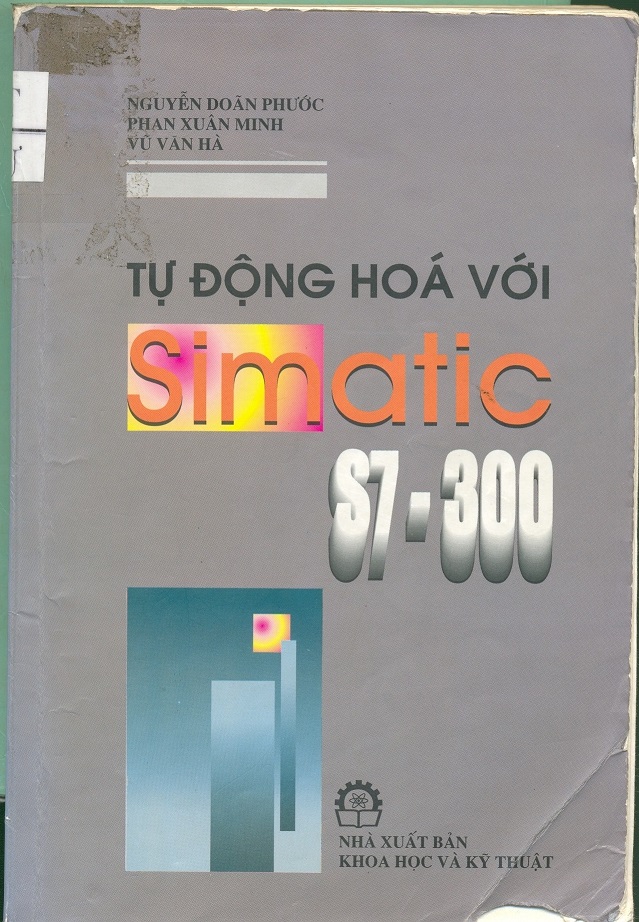 NGUYỄN DOÃN PHƯỚC
PHAN XUÂN MINH
VŨ VĂN HÀ
TỰ ĐỘNG HOÁ VỚI
Simatic
S7-300
NHÀ XUẤT BẢN
KHOA HỌC VÀ KỸ THUẬT